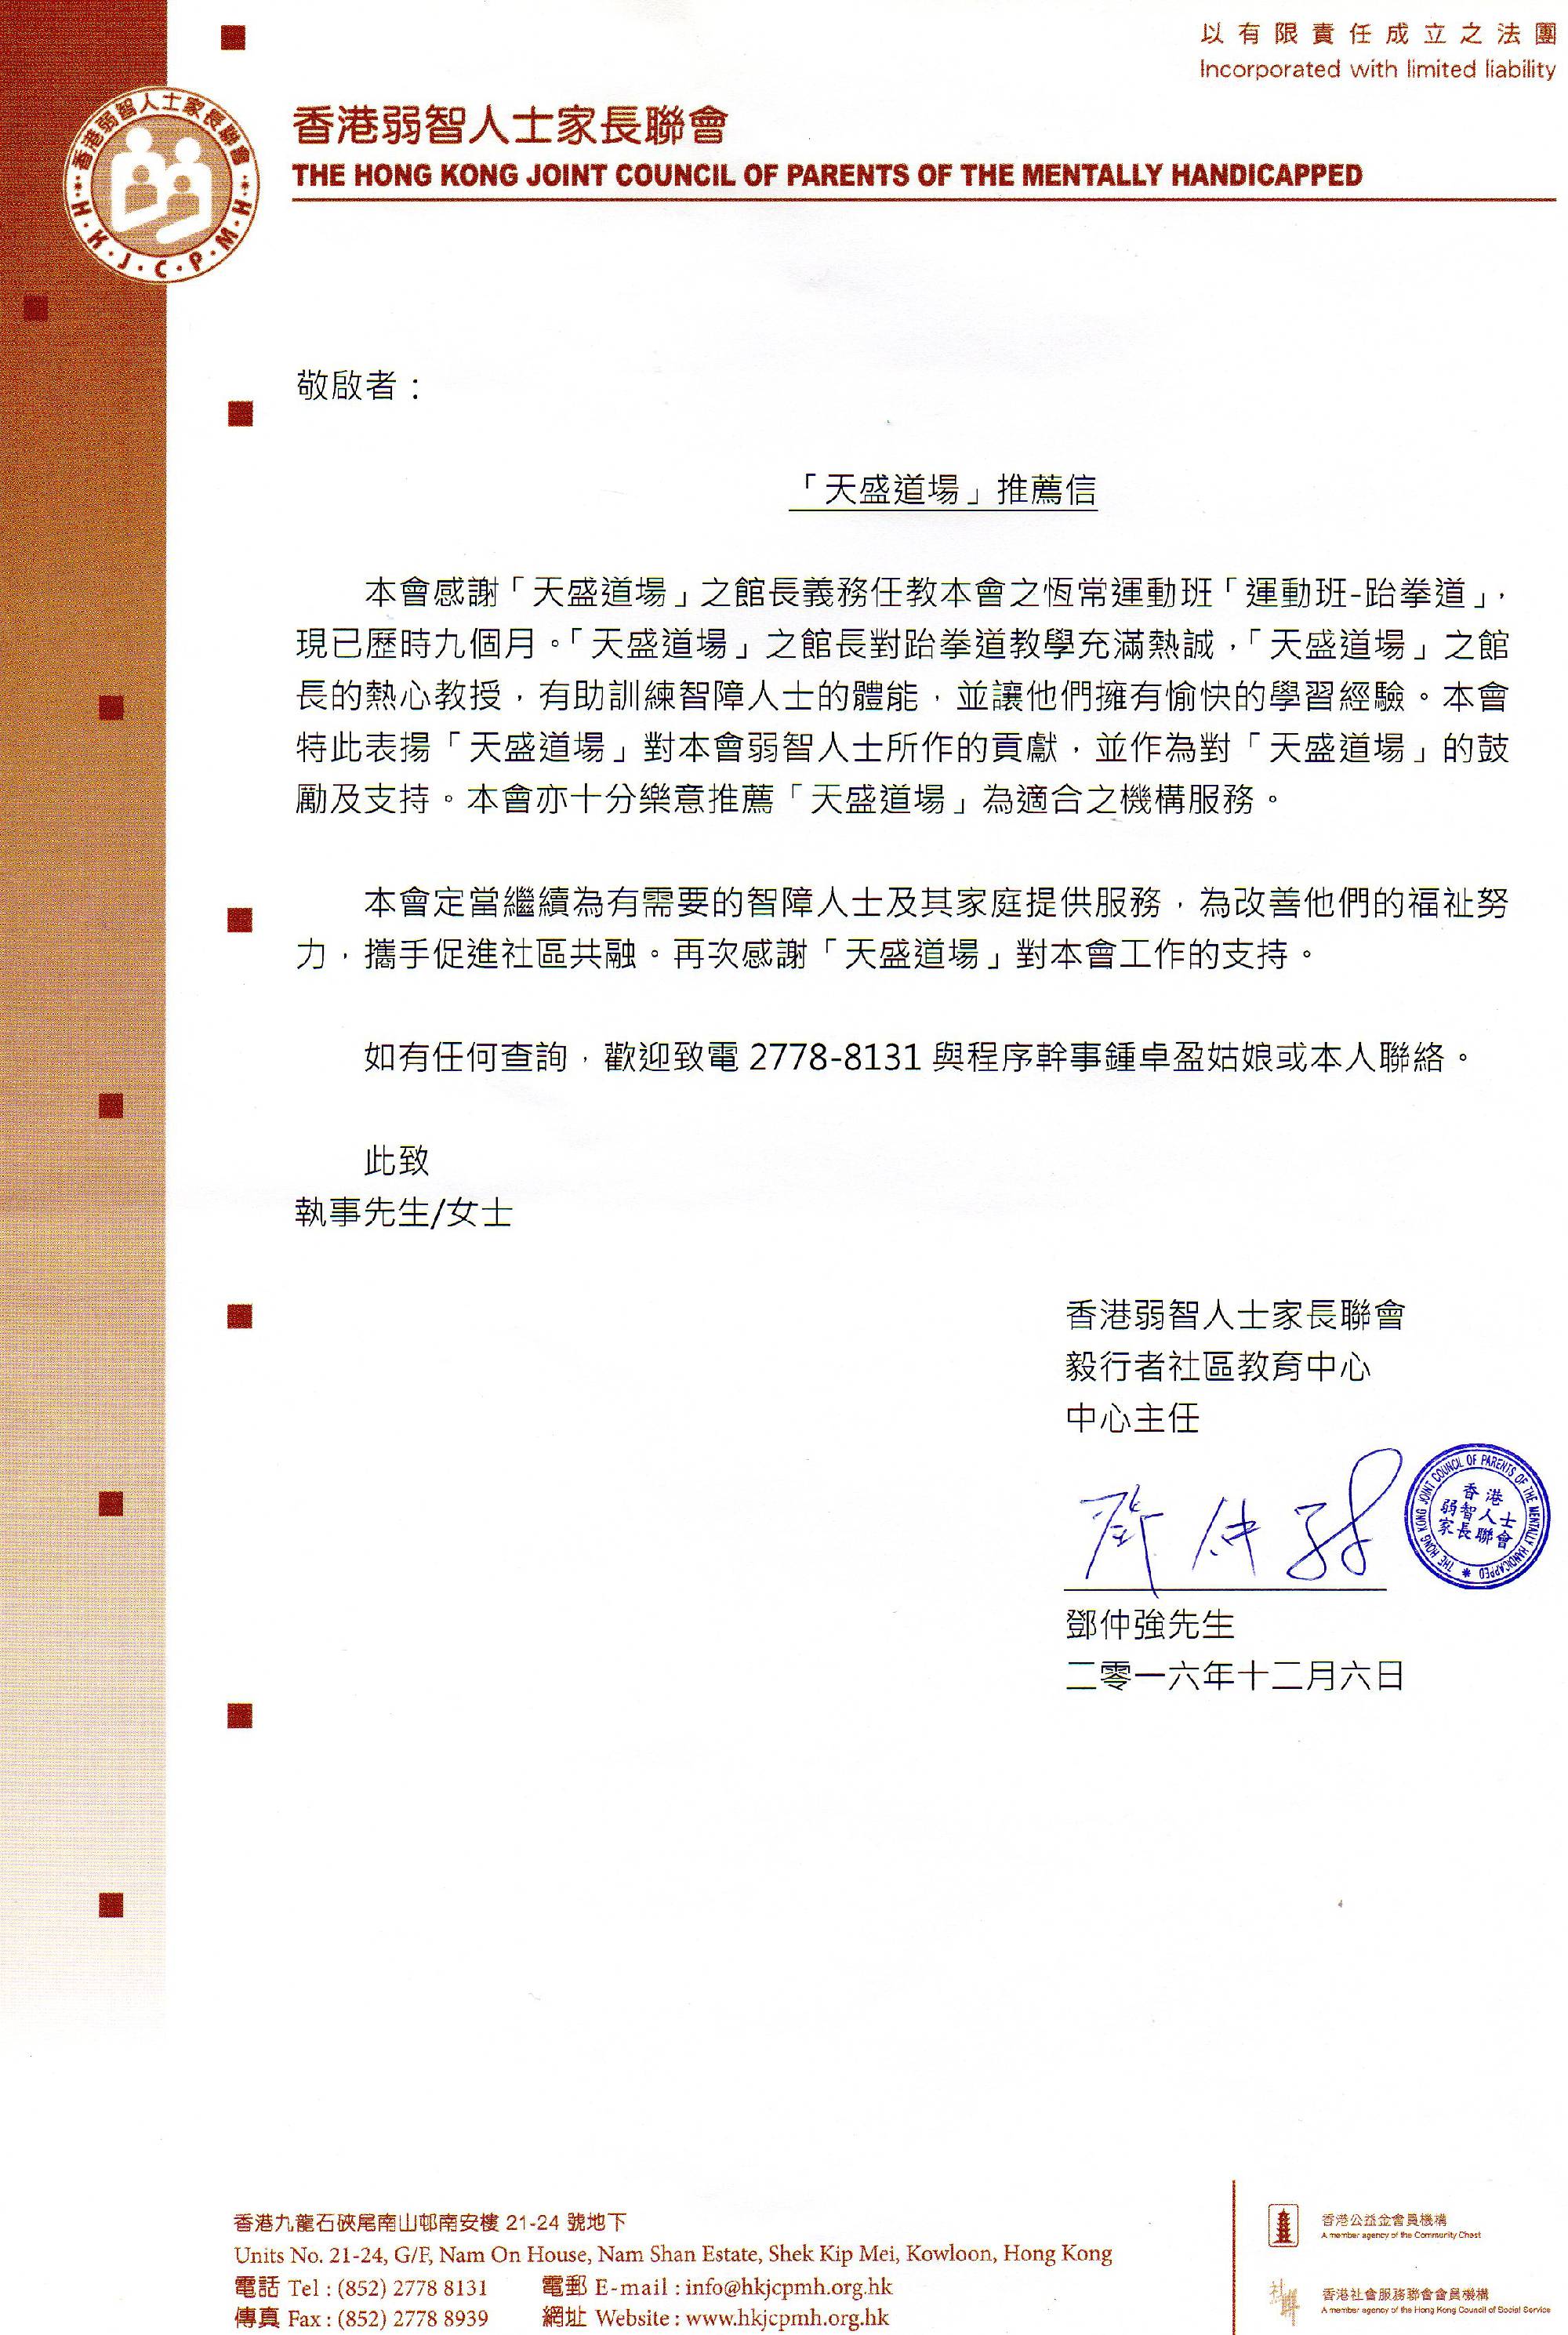 以有限責任成立之法團
Incorporated with limited liability
香港弱智人士家長聯會
H·K·J·C·P·M·H
香港弱智人士家長聯會
THE HONG KONG JOINT COUNCIL OF PARENTS OF THE MENTALLY HANDICAPPED
敬啟者：
「天盛道場」推薦信
本會感謝「天盛道場」之館長義務任教本會之恆常運動班「運動班-跆拳道」，
現已歷時九個月。「天盛道場」之館長對跆拳道教學充滿熱誠，「天盛道場」之館
長的熱心教授，有助訓練智障人士的體能，並讓他們擁有愉快的學習經驗。本會
特此表揚「天盛道場」對本會弱智人士所作的貢獻，並作為對「天盛道場」的鼓
勵及支持。本會亦十分樂意推薦「天盛道場」為適合之機構服務。
本會定當繼續為有需要的智障人士及其家庭提供服務，為改善他們的福祉努
力，攜手促進社區共融。再次感謝「天盛道場」對本會工作的支持。
如有任何查詢，歡迎致電 2778-8131 與程序幹事鍾卓盈姑娘或本人聯絡。
此致
執事先生/女士
香港弱智人士家長聯會
毅行者社區教育中心
中心主任
鄧仲強
THE HONG KONG JOINT COUNCIL OF PARENTS OF THE MENTALLY HANDICAPPED
香港
弱智人士
家長聯會
鄧仲強先生
二零一六年十二月六日
香港九龍石硤尾南山邨南安樓 21-24 號地下
Units No. 21-24, G/F, Nam On House, Nam Shan Estate, Shek Kip Mei, Kowloon, Hong Kong
電話 Tel : (852) 2778 8131 電郵 E-mail : info@hkjcpmh.org.hk
傳真 Fax : (852) 2778 8939 網址 Website : www.hkjcpmh.org.hk
香港公益金會員機構
A member agency of the Community Chest
社聯
香港社會服務聯會會員機構
A member agency of the Hong Kong Council of Social Service